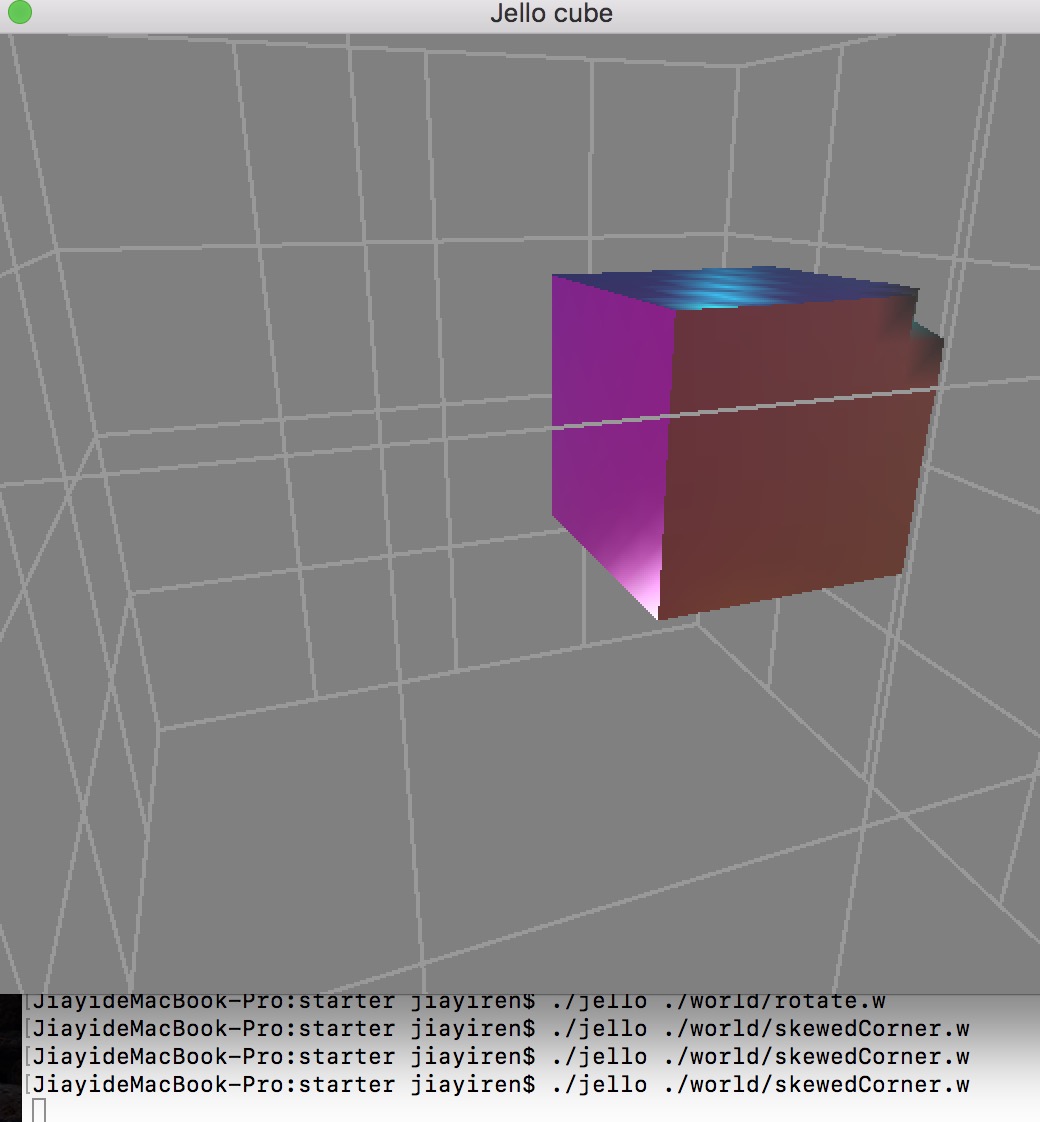 Jello cube
[JiayideMacBook-Pro:starter jiayiren$ ./jello ./world/rotate.w
[JiayideMacBook-Pro:starter jiayiren$ ./jello ./world/skewedCorner.w
[JiayideMacBook-Pro:starter jiayiren$ ./jello ./world/skewedCorner.w
[JiayideMacBook-Pro:starter jiayiren$ ./jello ./world/skewedCorner.w